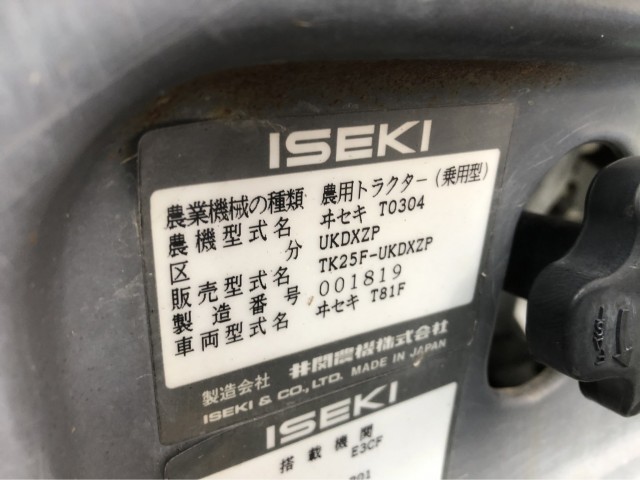 ISEKI
農業機械の種類 農用トラクター(乗用型)
農機型式名 ヰセキ T0304
区分 UKDXZP
販売型式名 TK25F-UKDXZP
製造番号 001819
車両型式名 ヰセキ T81F
製造会社 井関農機株式会社
ISEKI & CO., LTD. MADE IN JAPAN
ISEKI
搭載機関 E3CF